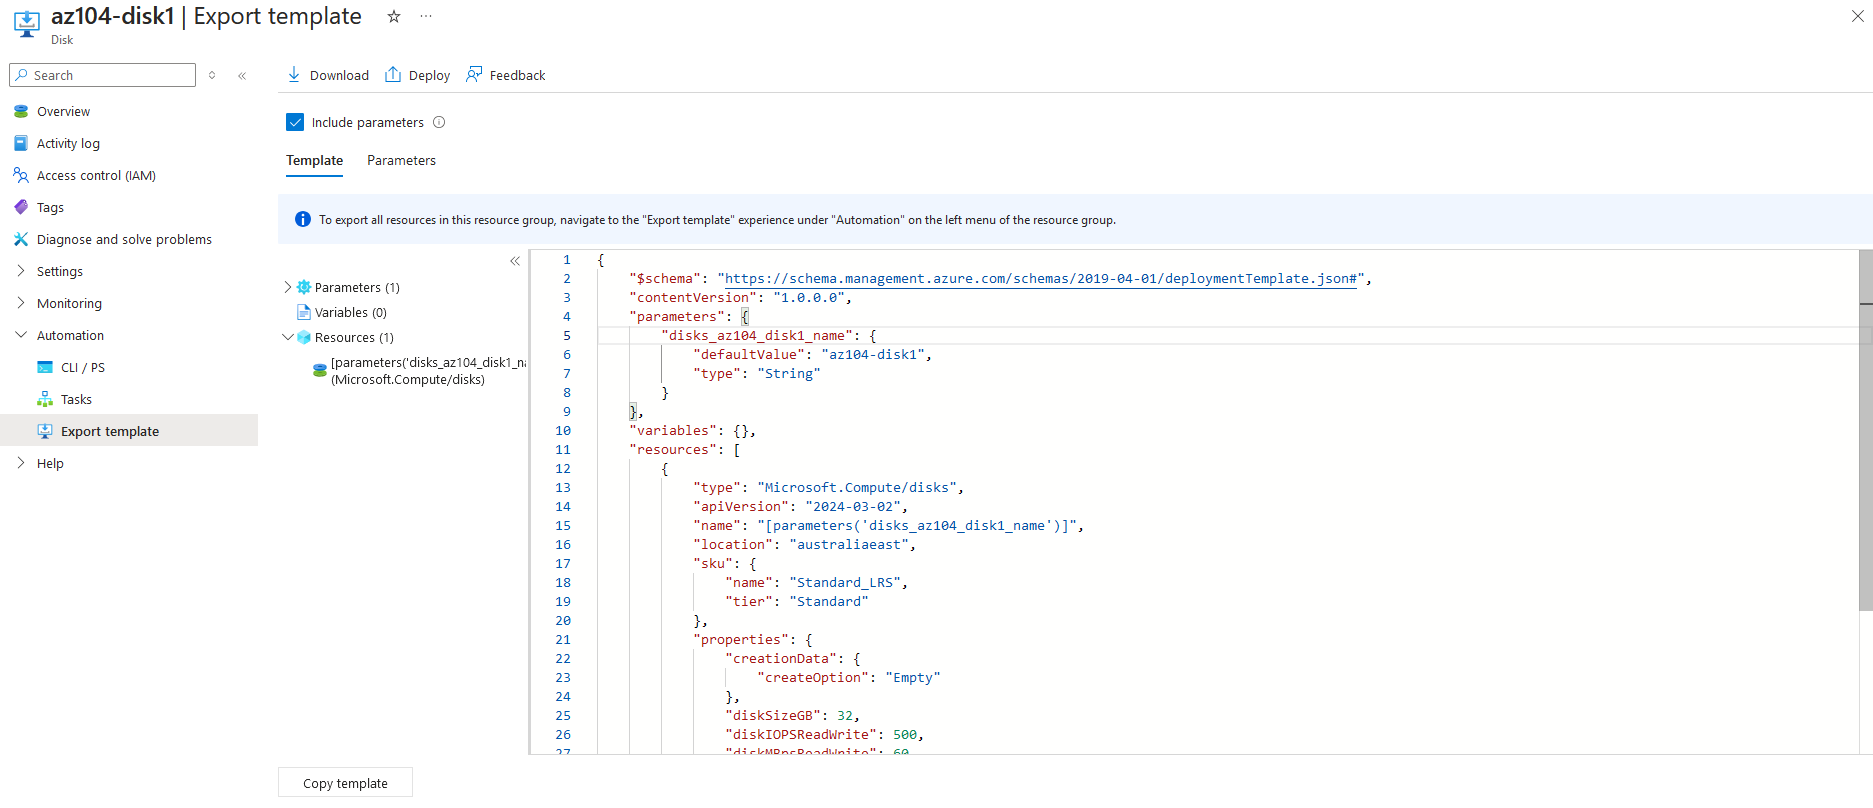 az104-disk1 | Export template
Disk
Search
Overview
Activity log
Access control (IAM)
Tags
Diagnose and solve problems
Settings
Monitoring
Automation
CLI / PS
Tasks
Export template
Help
Download
Deploy
Feedback
Include parameters
Template
Parameters
To export all resources in this resource group, navigate to the "Export template" experience under "Automation" on the left menu of the resource group.
Parameters (1)
Variables (0)
Resources (1)
[parameters('disks_az104_disk1_na
(Microsoft.Compute/disks)
1 {
2 "$schema": "https://schema.management.azure.com/schemas/2019-04-01/deploymentTemplate.json#",
3 "contentVersion": "1.0.0.0",
4 "parameters": {
5 "disks_az104_disk1_name": {
6 "defaultValue": "az104-disk1",
7 "type": "String"
8 }
9 },
10 "variables": {},
11 "resources": [
12 {
13 "type": "Microsoft.Compute/disks",
14 "apiVersion": "2024-03-02",
15 "name": "[parameters('disks_az104_disk1_name')]",
16 "location": "australiaeast",
17 "sku": {
18 "name": "Standard_LRS",
19 "tier": "Standard"
20 },
21 "properties": {
22 "creationData": {
23 "createOption": "Empty"
24 },
25 "diskSizeGB": 32,
26 "diskIOPSReadWrite": 500,
27 "diskMBpsReadWrite": 60
Copy template